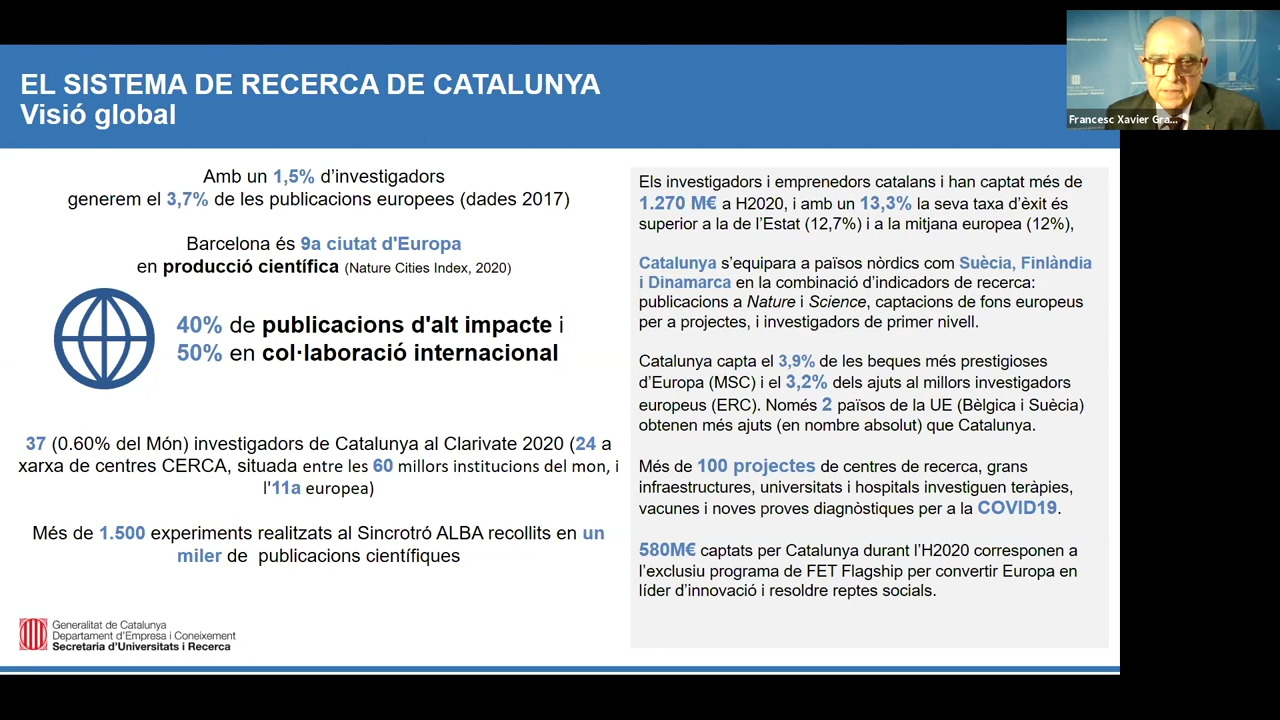 EL SISTEMA DE RECERCA DE CATALUNYA
Visió global
Amb un 1,5% d’investigadors
generem el 3,7% de les publicacions europees (dades 2017)
Barcelona és 9a ciutat d'Europa
en producció científica (Nature Cities Index, 2020)
40% de publicacions d'alt impacte i
50% en col·laboració internacional
37 (0.60% del Món) investigadors de Catalunya al Clarivate 2020 (24 a
xarxa de centres CERCA, situada entre les 60 millors institucions del mon, i
l'11a europea)
Més de 1.500 experiments realitzats al Sincrotró ALBA recollits en un
miler de publicacions científiques
Generalitat de Catalunya
Departament d’Empresa i Coneixement
Secretaria d’Universitats i Recerca
Els investigadors i emprenedors catalans i han captat més de
1.270 M€ a H2020, i amb un 13,3% la seva taxa d’èxit és
superior a la de l’Estat (12,7%) i a la mitjana europea (12%),
Catalunya s’equipara a països nòrdics com Suècia, Finlàndia
i Dinamarca en la combinació d’indicadors de recerca:
publicacions a Nature i Science, captacions de fons europeus
per a projectes, i investigadors de primer nivell.
Catalunya capta el 3,9% de les beques més prestigioses
d’Europa (MSC) i el 3,2% dels ajuts al millors investigadors
europeus (ERC). Només 2 països de la UE (Bèlgica i Suècia)
obtenen més ajuts (en nombre absolut) que Catalunya.
Més de 100 projectes de centres de recerca, grans
infraestructures, universitats i hospitals investiguen teràpies,
vacunes i noves proves diagnòstiques per a la COVID19.
580M€ captats per Catalunya durant l’H2020 corresponen a
l’exclusiu programa de FET Flagship per convertir Europa en
líder d’innovació i resoldre reptes socials.
Francesc Xavier Gra...